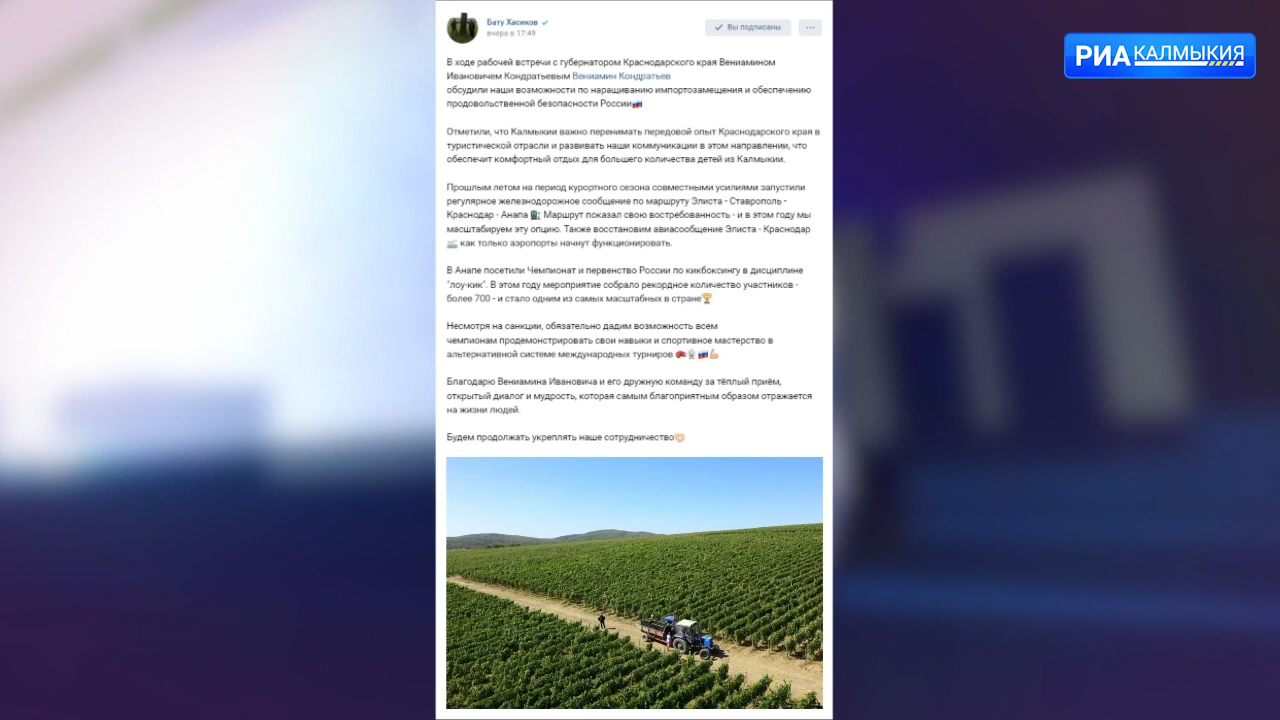 Бату Хасиков
вчера в 17:49
Вы подписаны
РИА КАЛМЫКИЯ
В ходе рабочей встречи с губернатором Краснодарского края Вениамином
Ивановичем Кондратьевым Вениамин Кондратьев
обсудили наши возможности по наращиванию импортозамещения и обеспечению
продовольственной безопасности России🇷🇺
Отметили, что Калмыкии важно перенимать передовой опыт Краснодарского края в
туристической отрасли и развивать наши коммуникации в этом направлении, что
обеспечит комфортный отдых для большего количества детей из Калмыкии.
Прошлым летом на период курортного сезона совместными усилиями запустили
регулярное железнодорожное сообщение по маршруту Элиста - Ставрополь -
Краснодар - Анапа Маршрут показал свою востребованность - и в этом году мы
масштабируем эту опцию. Также восстановим авиасообщение Элиста - Краснодар
как только аэропорты начнут функционировать.
В Анапе посетили Чемпионат и первенство России по кикбоксингу в дисциплине
"лоу-кик". В этом году мероприятие собрало рекордное количество участников -
более 700 - и стало одним из самых масштабных в стране🏆
Несмотря на санкции, обязательно дадим возможность всем
чемпионам продемонстрировать свои навыки и спортивное мастерство в
альтернативной системе международных турниров
Благодарю Вениамина Ивановича и его дружную команду за тёплый приём,
открытый диалог и мудрость, которая самым благоприятным образом отражается
на жизни людей.
Будем продолжать укреплять наше сотрудничество